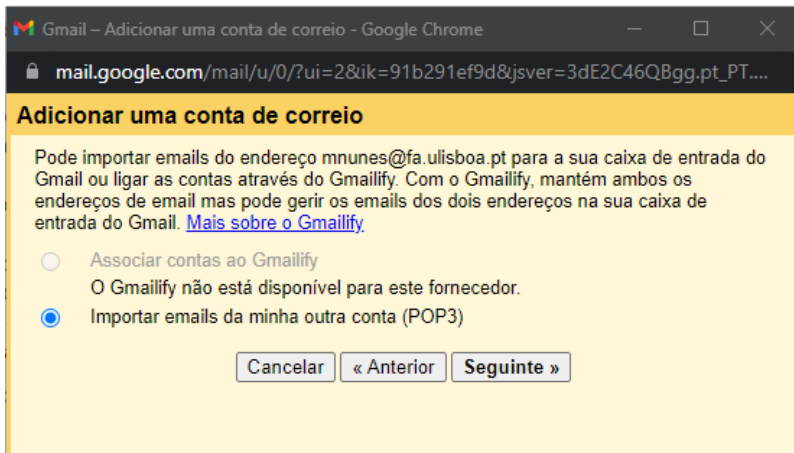 Gmail – Adicionar uma conta de correio - Google Chrome
mail.google.com/mail/u/0/?ui=2&ik=91b291ef9d&jsver=3dE2C46QBgg.pt_PT....
Adicionar uma conta de correio
Pode importar emails do endereço mnunes@fa.ulisboa.pt para a sua caixa de entrada do
Gmail ou ligar as contas através do Gmailify. Com o Gmailify, mantém ambos os
endereços de email mas pode gerir os emails dos dois endereços na sua caixa de
entrada do Gmail. Mais sobre o Gmailify
Associar contas ao Gmailify
O Gmailify não está disponível para este fornecedor.
Importar emails da minha outra conta (POP3)
Cancelar « Anterior Seguinte »